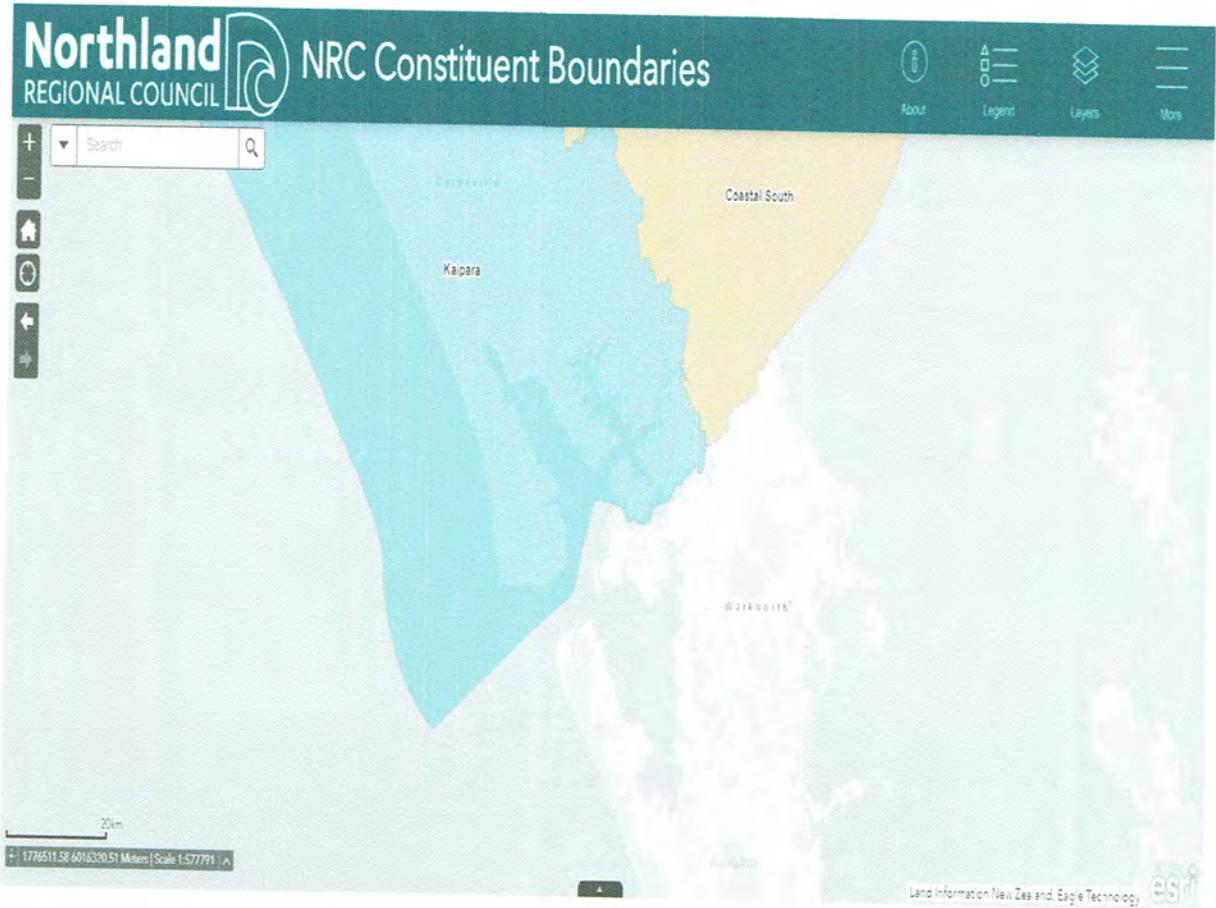 Northland
REGIONAL COUNCIL
NRC Constituent Boundaries
About
Legend
Layers
More
Search
Dargaville
Coastal South
Kaipara
Warkworth
20km
1776511.58 6016320.51 Meters | Scale 1:577791
Land Information New Zealand, Eagle Technology
esri